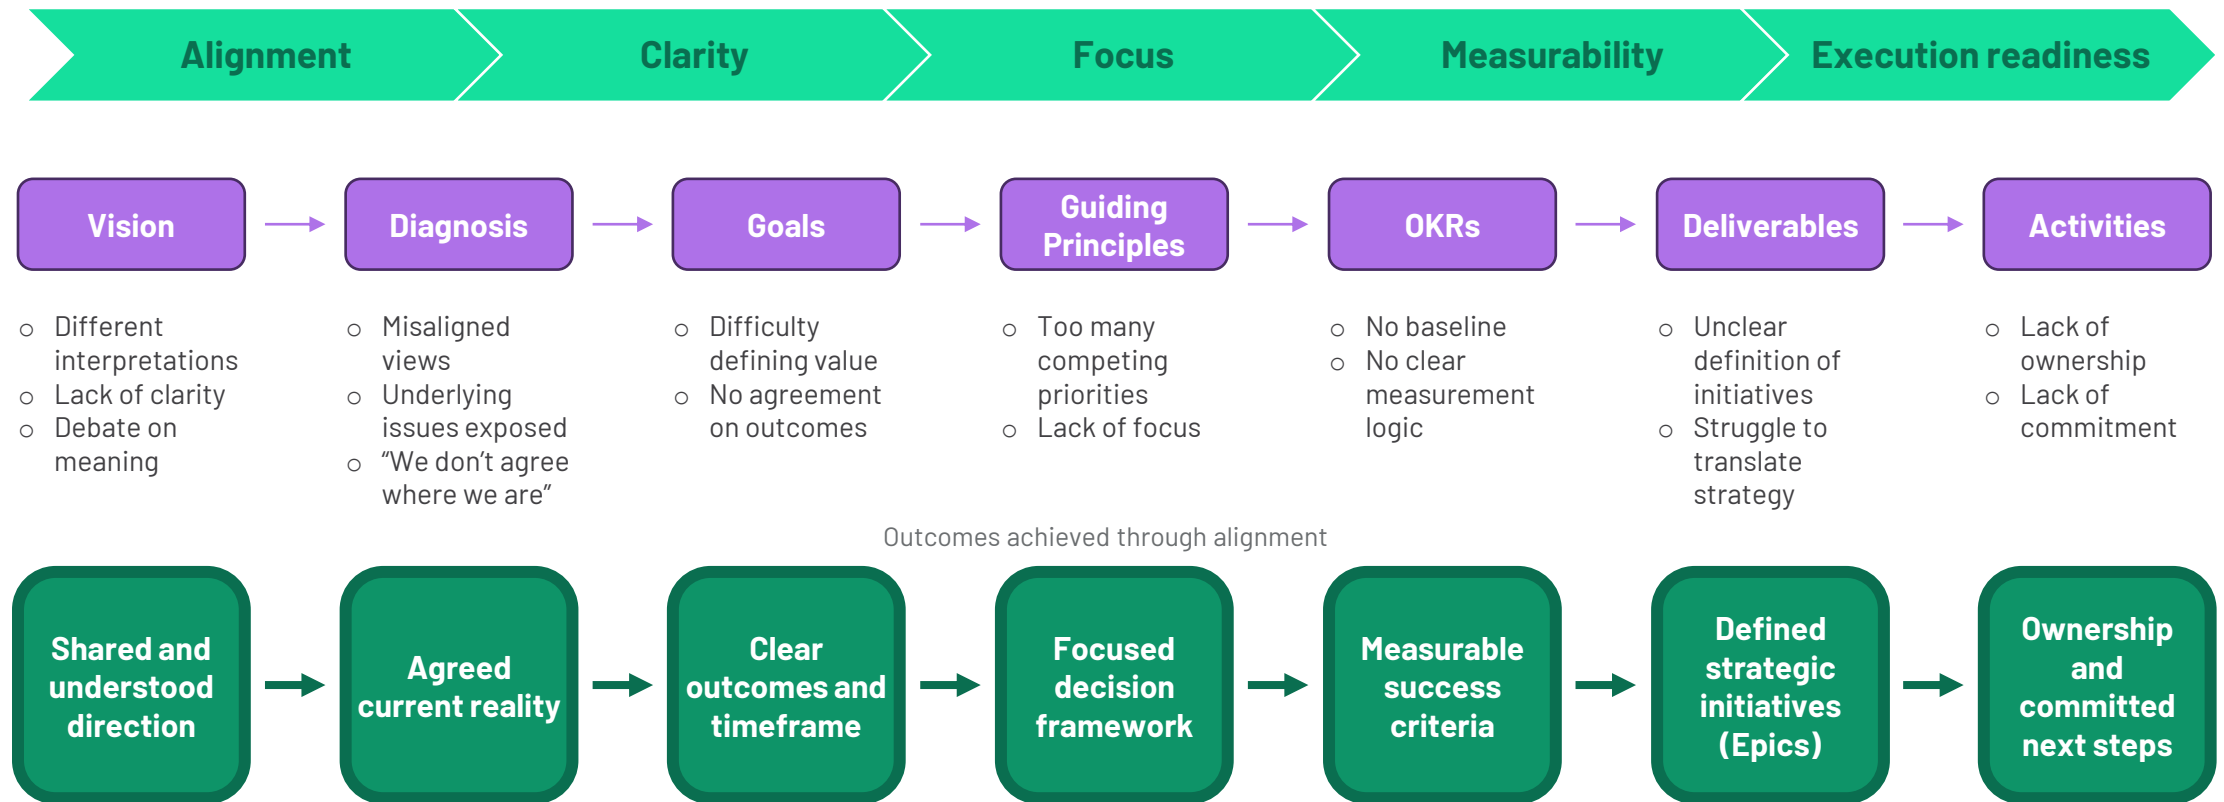 Alignment
Clarity
Focus
Measurability
Execution readiness
Vision
Diagnosis
Goals
Guiding
Principles
OKRs
Deliverables
Activities
o Different
interpretations
o Lack of clarity
o Debate on
meaning
o Misaligned
views
o Underlying
issues exposed
o “We don’t agree
where we are”
o Difficulty
defining value
o No agreement
on outcomes
o Too many
competing
priorities
o Lack of focus
o No baseline
o No clear
measurement
logic
o Unclear
definition of
initiatives
o Struggle to
translate
strategy
o Lack of
ownership
o Lack of
commitment
Outcomes achieved through alignment
Shared and
understood
direction
Agreed
current reality
Clear
outcomes and
timeframe
Focused
decision
framework
Measurable
success
criteria
Defined
strategic
initiatives
(Epics)
Ownership
and
committed
next steps